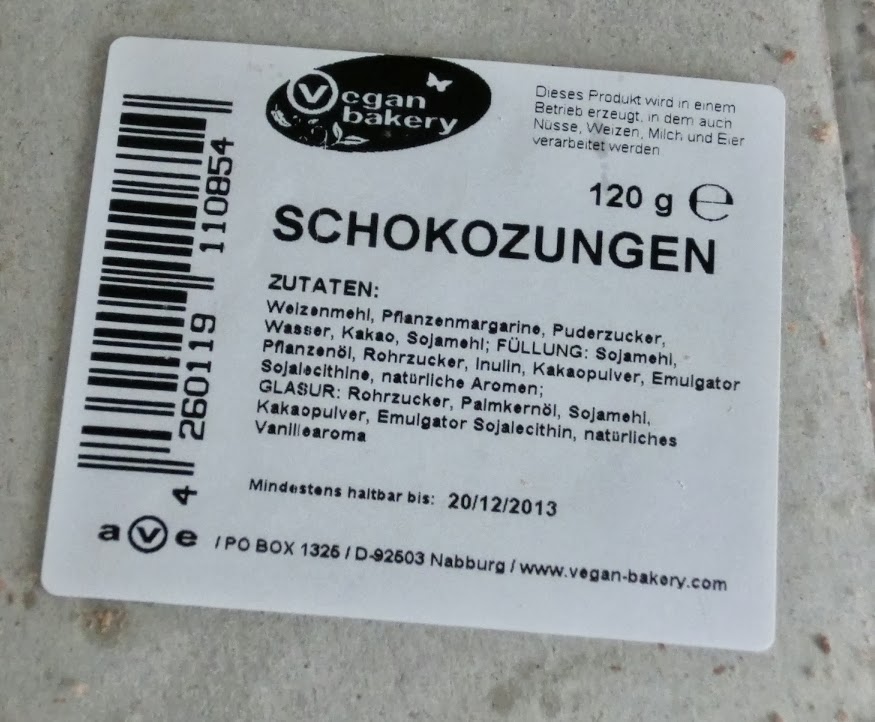 vegan
bakery
Dieses Produkt wird in einem
Betrieb erzeugt, in dem auch
Nüsse, Weizen, Milch und Eier
verarbeitet werden
120 g ℮
SCHOKOZUNGEN
ZUTATEN:
Weizenmehl, Pflanzenmargarine, Puderzucker,
Wasser, Kakao, Sojamehl; FÜLLUNG: Sojamehl,
Pflanzenöl, Rohrzucker, Inulin, Kakaopulver, Emulgator
Sojalecithine, natürliche Aromen;
GLASUR: Rohrzucker, Palmkernöl, Sojamehl,
Kakaopulver, Emulgator Sojalecithin, natürliches
Vanillearoma
Mindestens haltbar bis: 20/12/2013
ave / PO BOX 1325 / D-92503 Nabburg / www.vegan-bakery.com
4 260119 110854